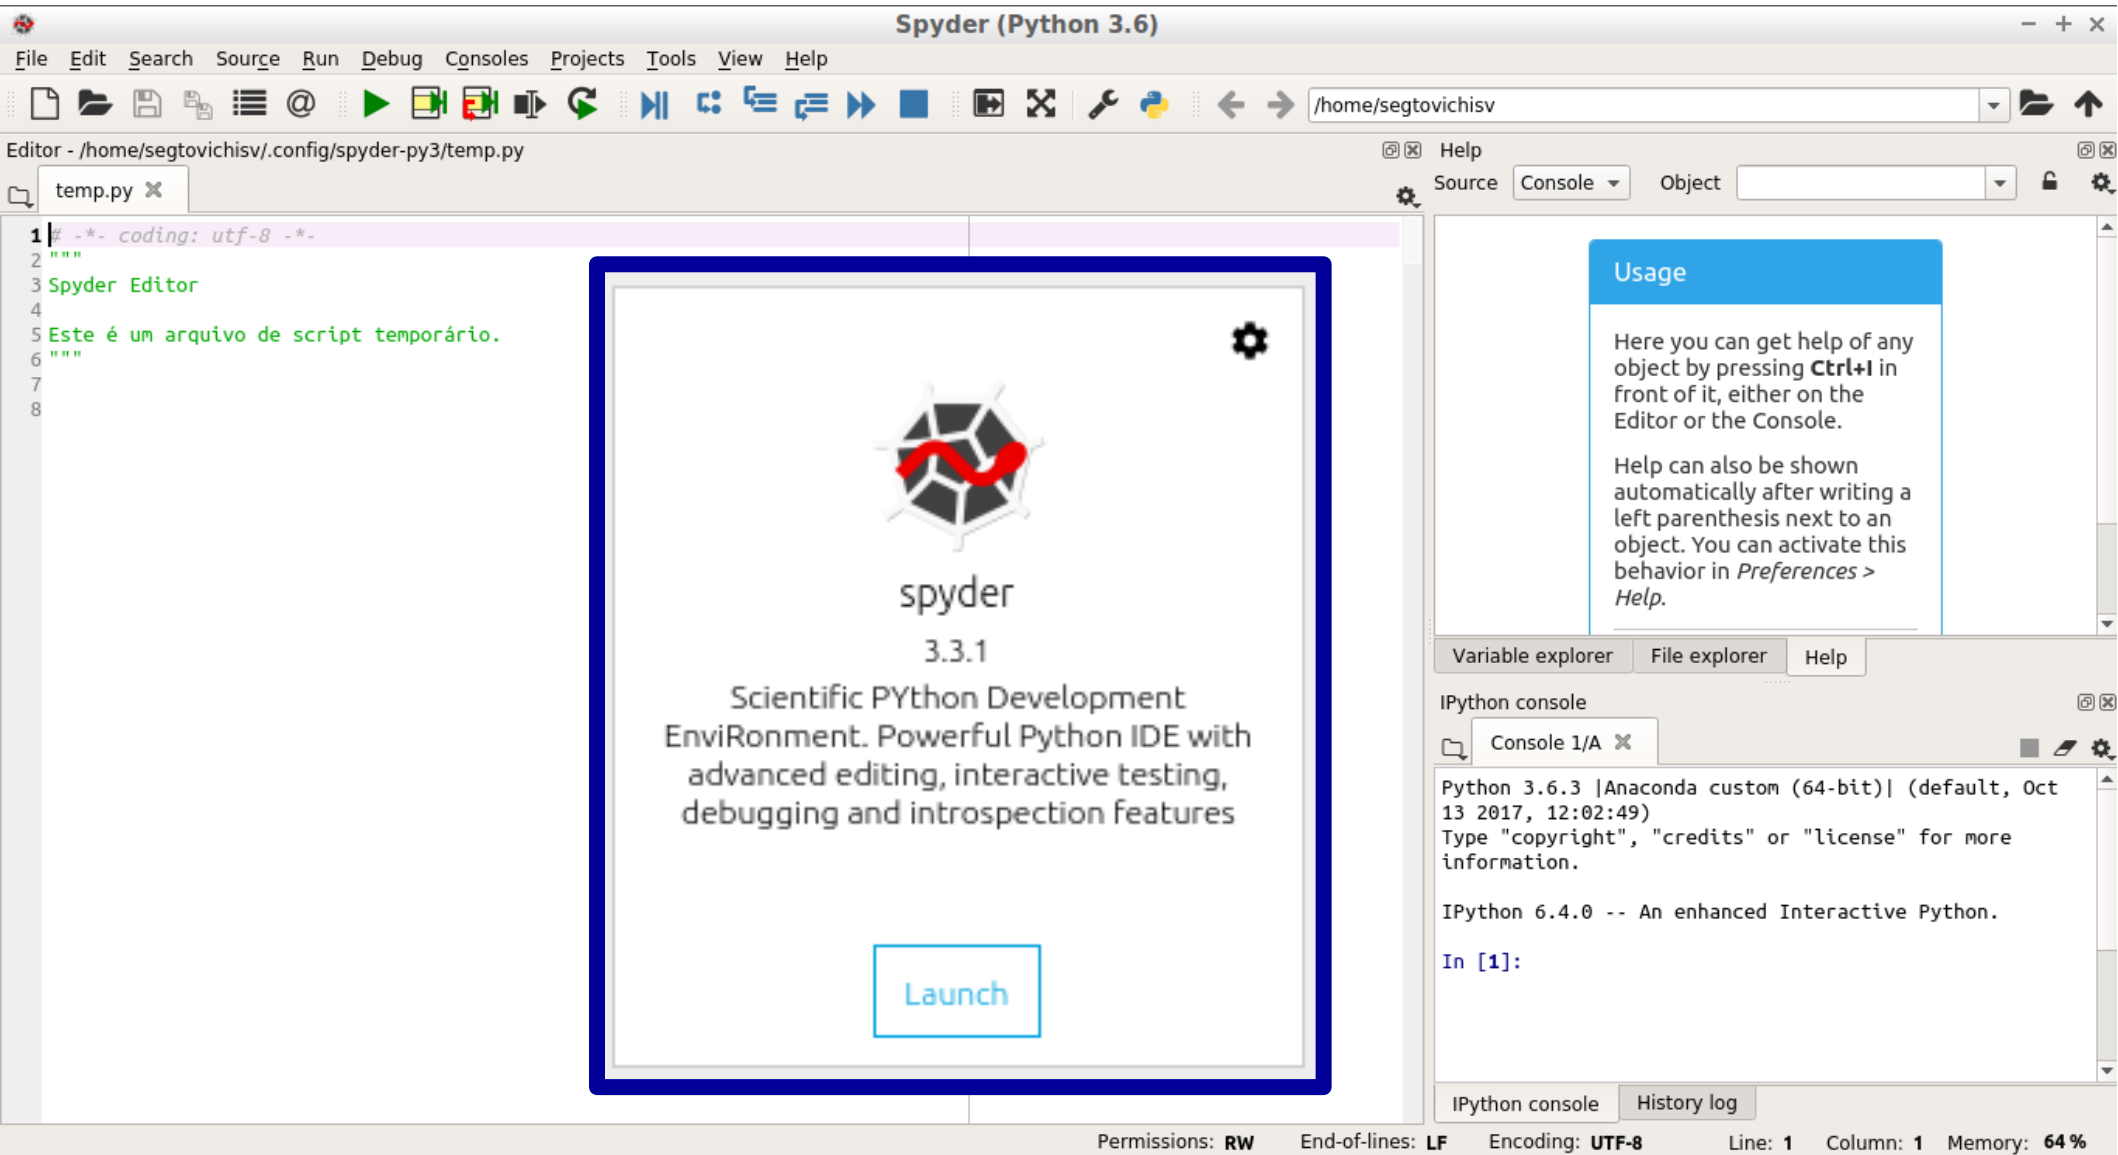 Spyder (Python 3.6)
File Edit Search Source Run Debug Consoles Projects Tools View Help
@ /home/segtovichisv
Editor - /home/segtovichisv/.config/spyder-py3/temp.py
temp.py
1 # -*- coding: utf-8 -*-
2 """
3 Spyder Editor
4
5 Este é um arquivo de script temporário.
6 """
7
8
spyder
3.3.1
Scientific PYthon Development
EnviRonment. Powerful Python IDE with
advanced editing, interactive testing,
debugging and introspection features
Launch
Help
Source Console Object
Usage
Here you can get help of any
object by pressing Ctrl+I in
front of it, either on the
Editor or the Console.
Help can also be shown
automatically after writing a
left parenthesis next to an
object. You can activate this
behavior in Preferences >
Help.
Variable explorer File explorer Help
IPython console
Console 1/A
Python 3.6.3 |Anaconda custom (64-bit)| (default, Oct
13 2017, 12:02:49)
Type "copyright", "credits" or "license" for more
information.
IPython 6.4.0 -- An enhanced Interactive Python.
In [1]:
IPython console History log
Permissions: RW End-of-lines: LF Encoding: UTF-8 Line: 1 Column: 1 Memory: 64 %